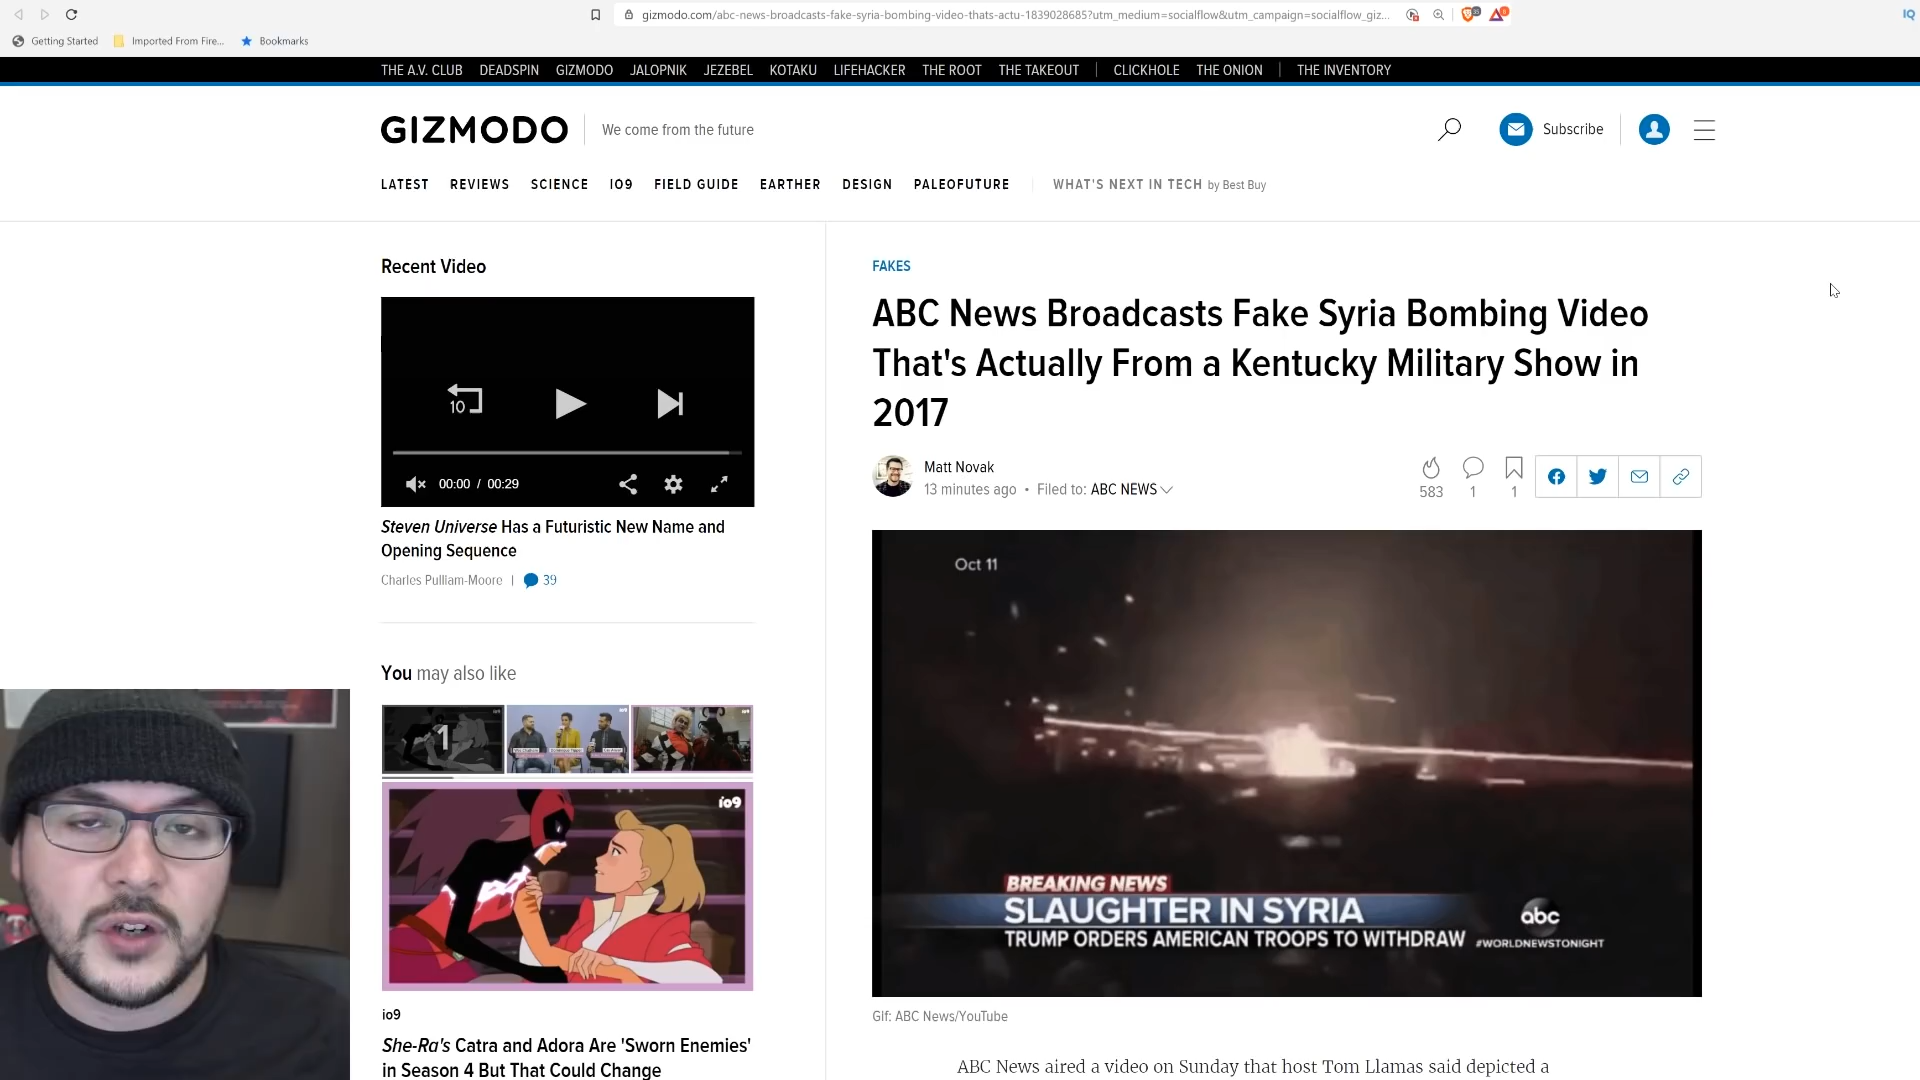 gizmodo.com/abc-news-broadcasts-fake-syria-bombing-video-thats-actu-1839028685?utm_medium=socialflow&utm_campaign=socialflow_giz...
IQ
Getting Started
Imported From Fire...
Bookmarks
THE A.V. CLUB DEADSPIN GIZMODO JALOPNIK JEZEBEL KOTAKU LIFEHACKER THE ROOT THE TAKEOUT | CLICKHOLE THE ONION | THE INVENTORY
GIZMODO
We come from the future
Subscribe
LATEST REVIEWS SCIENCE IO9 FIELD GUIDE EARTHER DESIGN PALEOFUTURE
WHAT'S NEXT IN TECH by Best Buy
Recent Video
10
00:00 / 00:29
Steven Universe Has a Futuristic New Name and
Opening Sequence
Charles Pulliam-Moore | 39
You may also like
1
io9
io9
She-Ra's Catra and Adora Are 'Sworn Enemies'
in Season 4 But That Could Change
FAKES
ABC News Broadcasts Fake Syria Bombing Video
That's Actually From a Kentucky Military Show in
2017
Matt Novak
13 minutes ago • Filed to: ABC NEWS
583
1
1
Oct 11
BREAKING NEWS
SLAUGHTER IN SYRIA
TRUMP ORDERS AMERICAN TROOPS TO WITHDRAW
abc
#WORLDNEWSTONIGHT
Gif: ABC News/YouTube
ABC News aired a video on Sunday that host Tom Llamas said depicted a